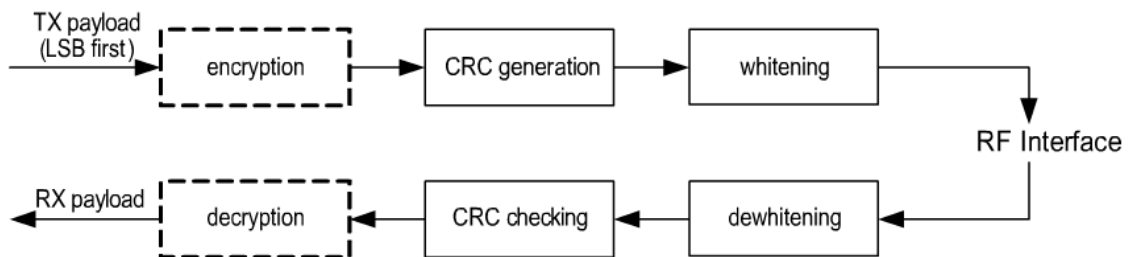 TX payload
(LSB first)
encryption
CRC generation
whitening
RF Interface
RX payload
decryption
CRC checking
dewhitening